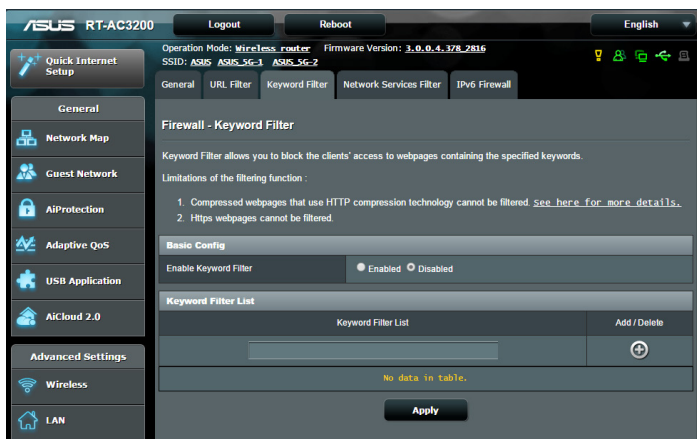 ASUS RT-AC3200 Logout Reboot English
Quick Internet Setup
Operation Mode: Wireless router Firmware Version: 3.0.0.4.378_2816
SSID: ASUS ASUS_5G-1 ASUS_5G-2
General URL Filter Keyword Filter Network Services Filter IPv6 Firewall
General
Network Map
Guest Network
AiProtection
Adaptive QoS
USB Application
AiCloud 2.0
Advanced Settings
Wireless
LAN
Firewall - Keyword Filter
Keyword Filter allows you to block the clients' access to webpages containing the specified keywords.
Limitations of the filtering function :
1. Compressed webpages that use HTTP compression technology cannot be filtered. See here for more details.
2. Https webpages cannot be filtered.
Basic Config
Enable Keyword Filter Enabled Disabled
Keyword Filter List
Keyword Filter List Add / Delete
No data in table.
Apply